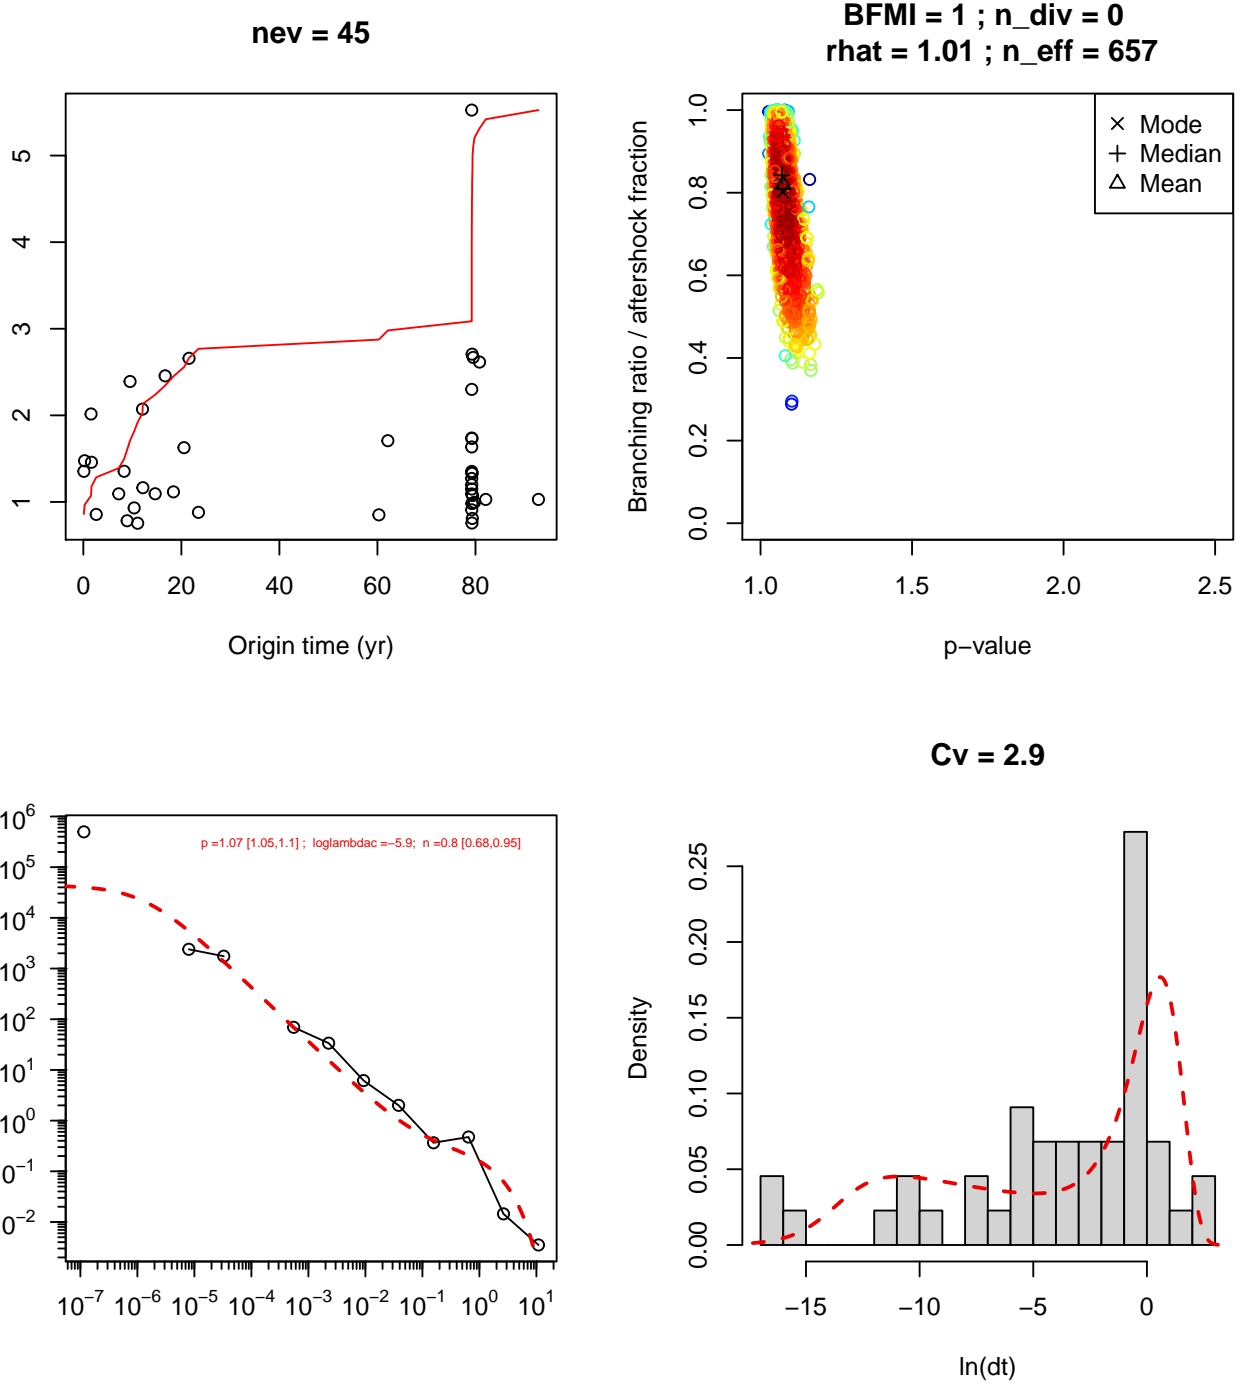 nev = 45
5
4
3
2
1
0 20 40 60 80
Origin time (yr)
BFMI = 1 ; n_div = 0
rhat = 1.01 ; n_eff = 657
Branching ratio / aftershock fraction
1.0
0.8
0.6
0.4
0.2
0.0
Mode
Median
Mean
1.0 1.5 2.0 2.5
p−value
10^6
10^5
10^4
10^3
10^2
10^1
10^0
10^−1
10^−2
p =1.07 [1.05,1.1] ; loglambdac =−5.9; n =0.8 [0.68,0.95]
10^−7 10^−6 10^−5 10^−4 10^−3 10^−2 10^−1 10^0 10^1
Cv = 2.9
Density
0.25
0.20
0.15
0.10
0.05
0.00
−15 −10 −5 0
ln(dt)